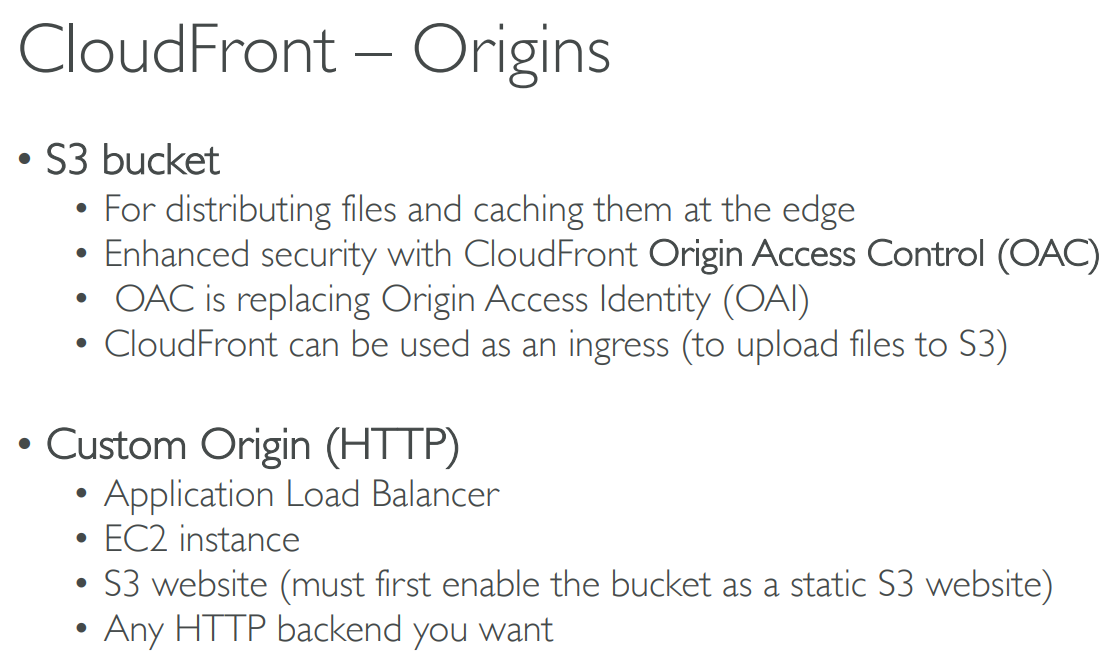 CloudFront – Origins
• S3 bucket
• For distributing files and caching them at the edge
• Enhanced security with CloudFront Origin Access Control (OAC)
• OAC is replacing Origin Access Identity (OAI)
• CloudFront can be used as an ingress (to upload files to S3)
• Custom Origin (HTTP)
• Application Load Balancer
• EC2 instance
• S3 website (must first enable the bucket as a static S3 website)
• Any HTTP backend you want